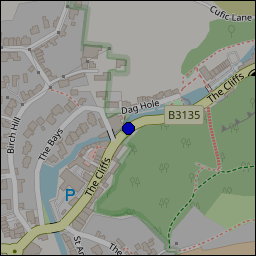 Cufic Lane
Dag Hole
The Cliffs
B3135
Birch Hill
The Bays
The Cliffs
P
St A
The